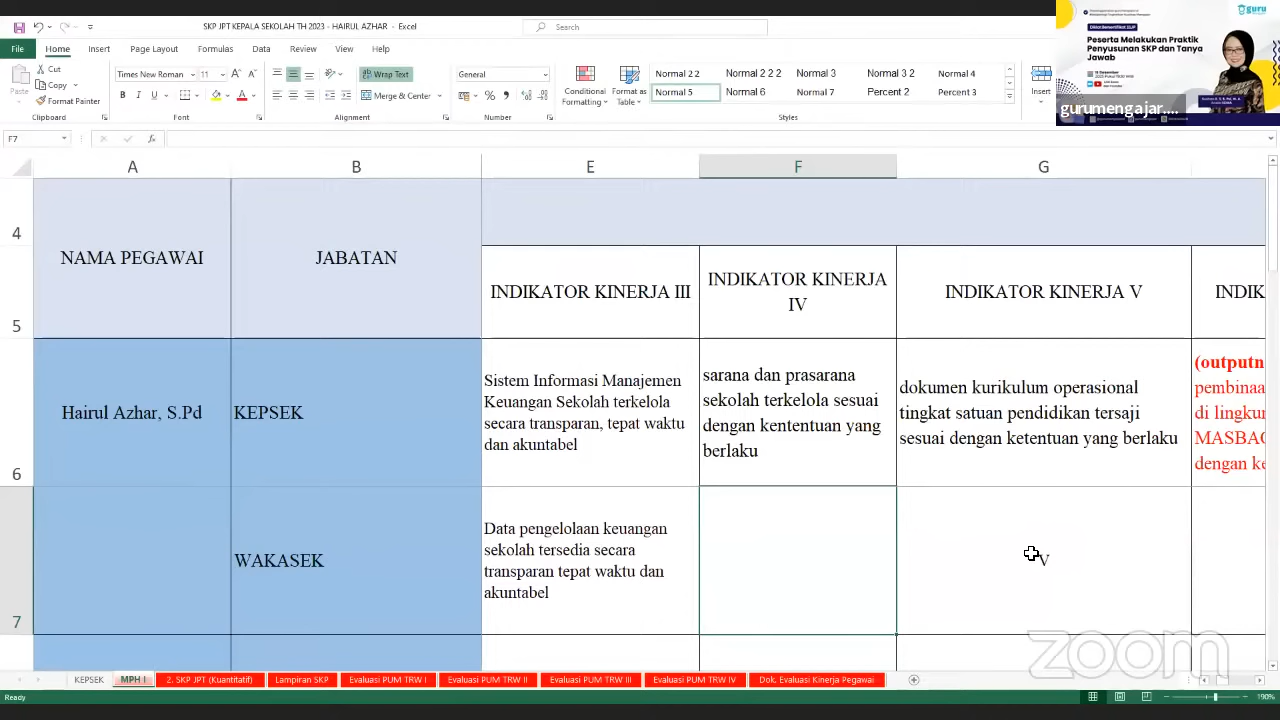 SKP JPT KEPALA SEKOLAH TH 2023 - HAIRUL AZHAR - Excel
Search
File Home Insert Page Layout Formulas Data Review View Help
Cut
Copy
Format Painter
Paste
Clipboard
Times New Roman 11
Font
Wrap Text
Merge & Center
Alignment
General
Number
Conditional Formatting
Format as Table
Normal 2 2 Normal 2 2 2 Normal 3 2 Normal 4
Normal 5 Normal 6 Normal 7 Percent 2 Percent 3
Styles
Insert
guru
Peserta Melakukan Praktik
Penyusunan SKP dan Tanya
Jawab
gurumengajar....
F7
A B E F G
4
NAMA PEGAWAI
JABATAN
5
INDIKATOR KINERJA III
INDIKATOR KINERJA
IV
INDIKATOR KINERJA V
INDIK
6
Hairul Azhar, S.Pd
KEPSEK
Sistem Informasi Manajemen
Keuangan Sekolah terkelola
secara transparan, tepat waktu
dan akuntabel
sarana dan prasarana
sekolah terkelola sesuai
dengan kententuan yang
berlaku
dokumen kurikulum operasional
tingkat satuan pendidikan tersaji
sesuai dengan ketentuan yang berlaku
(outputn
pembinaa
di lingkun
MASBAG
dengan ke
7
WAKASEK
Data pengelolaan keuangan
sekolah tersedia secara
transparan tepat waktu dan
akuntabel
V
zoom
KEPSEK MPH I 2. SKP JPT (Kuantitatif) Lampiran SKP Evaluasi PUM TRW I Evaluasi PUM TRW II Evaluasi PUM TRW III Evaluasi PUM TRW IV Dok. Evaluasi Kinerja Pegawai
Ready
190%